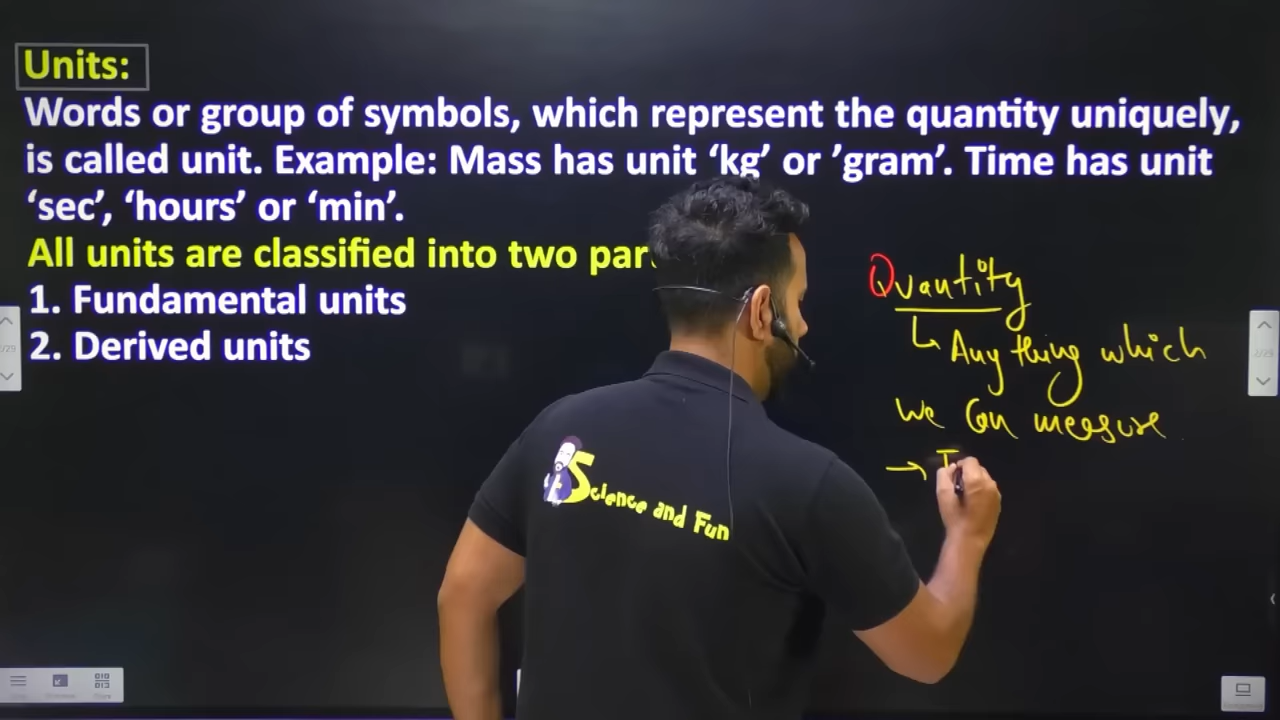 Units:
Words or group of symbols, which represent the quantity uniquely,
is called unit. Example: Mass has unit ‘kg’ or ’gram’. Time has unit
‘sec’, ‘hours’ or ‘min’.
All units are classified into two
1. Fundamental units
2. Derived units
Quantity
↳ Any thing which
we can measure
→
Science and Fun